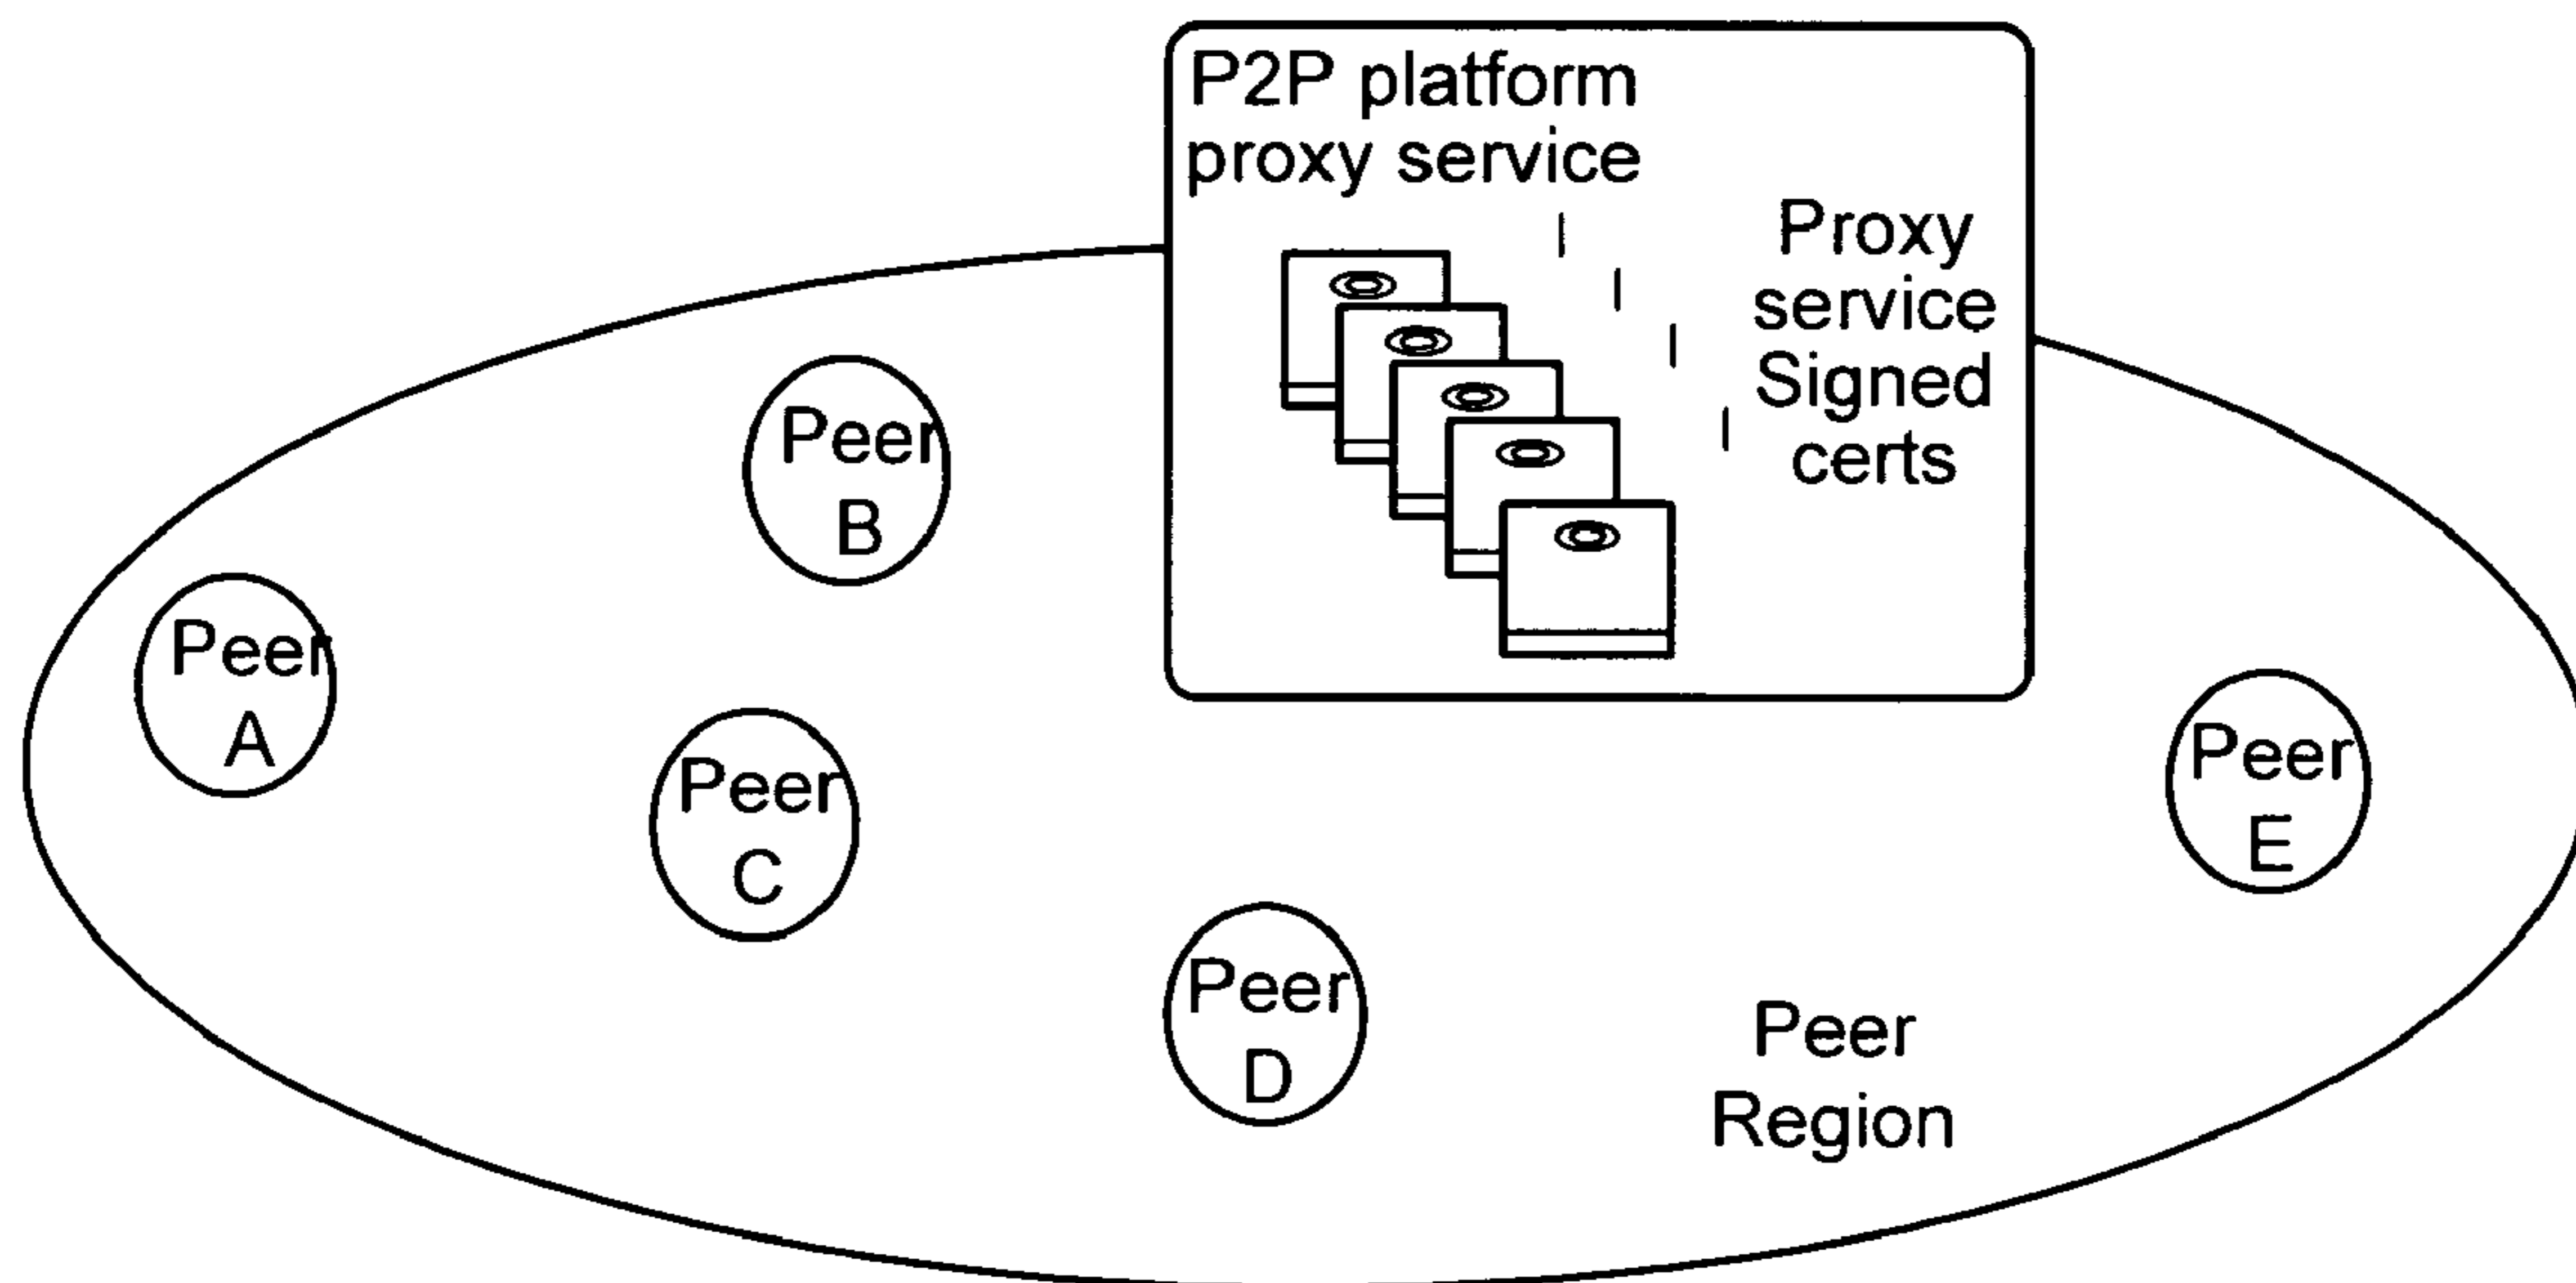 P2P platform
proxy service
Proxy
service
Signed
certs
Peer
B
Peer
A
Peer
C
Peer
E
Peer
D
Peer
Region